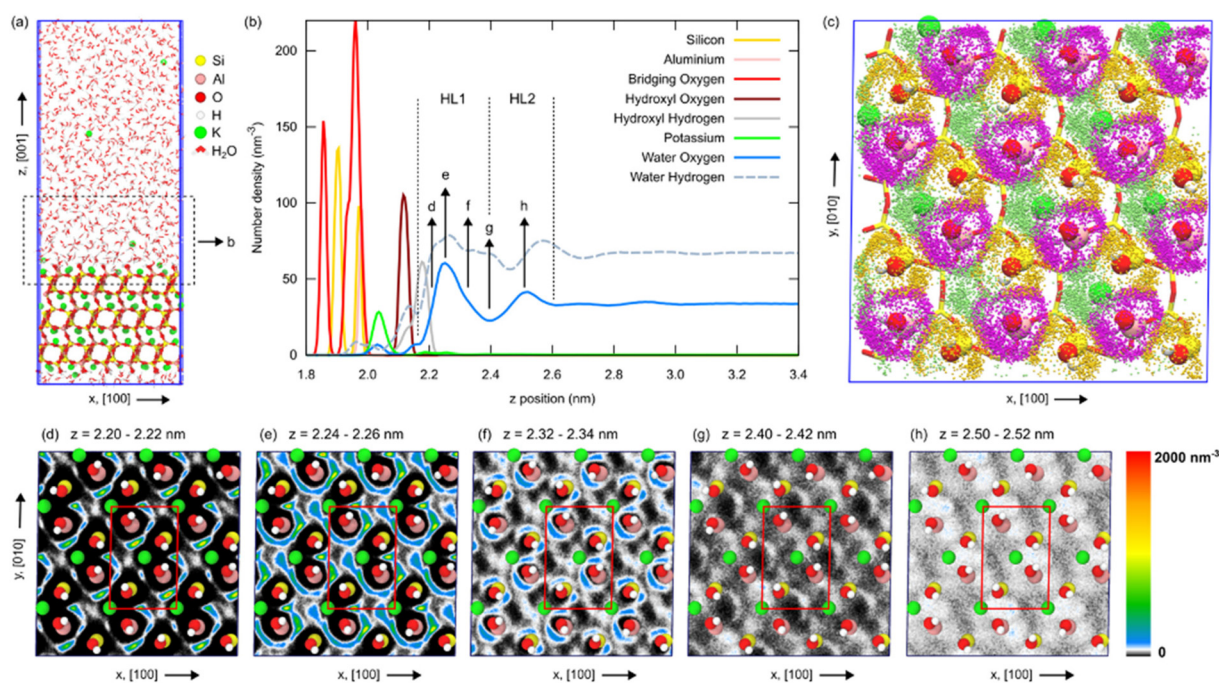 (a)
z, [001]
x, [100]
Si
Al
O
H
K
H₂O
b
(b)
Number density (nm⁻³)
200
150
100
50
0
Silicon
Aluminium
Bridging Oxygen
Hydroxyl Oxygen
Hydroxyl Hydrogen
Potassium
Water Oxygen
Water Hydrogen
HL1
HL2
d
e
f
g
h
1.8 2.0 2.2 2.4 2.6 2.8 3.0 3.2 3.4
z position (nm)
(c)
y, [010]
x, [100]
(d) z = 2.20 - 2.22 nm
(e) z = 2.24 - 2.26 nm
(f) z = 2.32 - 2.34 nm
(g) z = 2.40 - 2.42 nm
(h) z = 2.50 - 2.52 nm
2000 nm⁻³
0
y, [010]
x, [100]
x, [100]
x, [100]
x, [100]
x, [100]